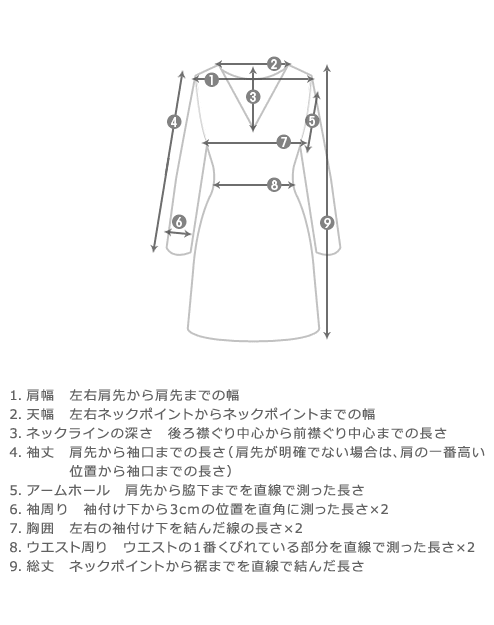 2
1
3
4
5
7
8
6
9
1. 肩幅　左右肩先から肩先までの幅
2. 天幅　左右ネックポイントからネックポイントまでの幅
3. ネックラインの深さ　後ろ襟ぐり中心から前襟ぐり中心までの長さ
4. 袖丈　肩先から袖口までの長さ（肩先が明確でない場合は、肩の一番高い
位置から袖口までの長さ）
5. アームホール　肩先から脇下までを直線で測った長さ
6. 袖周り　袖付け下から3cmの位置を直角に測った長さ×2
7. 胸囲　左右の袖付け下を結んだ線の長さ×2
8. ウエスト周り　ウエストの1番くびれている部分を直線で測った長さ×2
9. 総丈　ネックポイントから裾までを直線で結んだ長さ